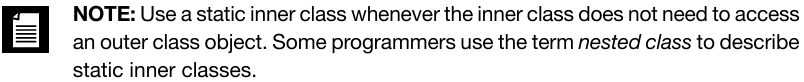 NOTE: Use a static inner class whenever the inner class does not need to access
an outer class object. Some programmers use the term nested class to describe
static inner classes.